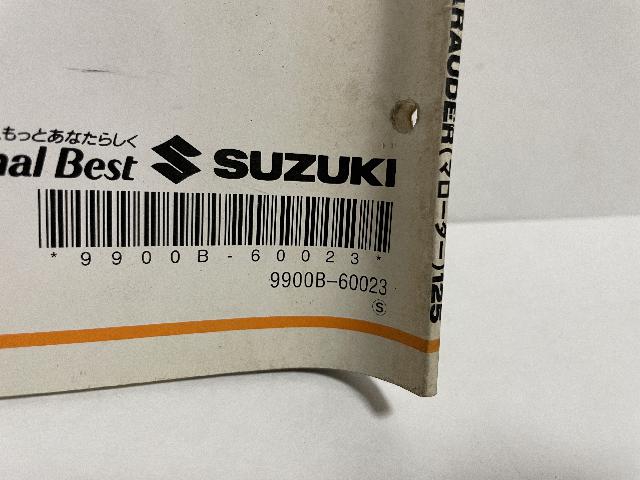 もっとあなたらしく
nal Best SUZUKI
*9900B-60023*
9900B-60023
S
RAUDER(マローダー)125